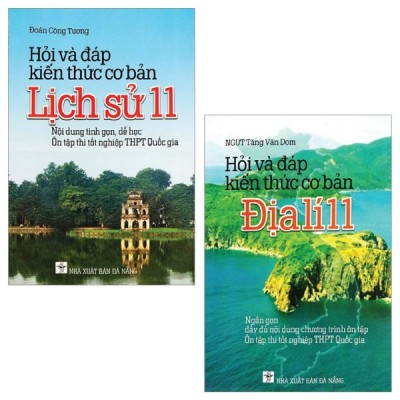 Đoàn Công Tương
Hỏi và đáp
kiến thức cơ bản
Lịch sử 11
Nội dung tinh gọn, dễ học
Ôn tập thi tốt nghiệp THPT Quốc gia
NHÀ XUẤT BẢN ĐÀ NẴNG
NGƯT Tăng Văn Dom
Hỏi và đáp
kiến thức cơ bản
Địa lí 11
Ngắn gọn
đầy đủ nội dung chương trình ôn tập
Ôn tập thi tốt nghiệp THPT Quốc gia
NHÀ XUẤT BẢN ĐÀ NẴNG